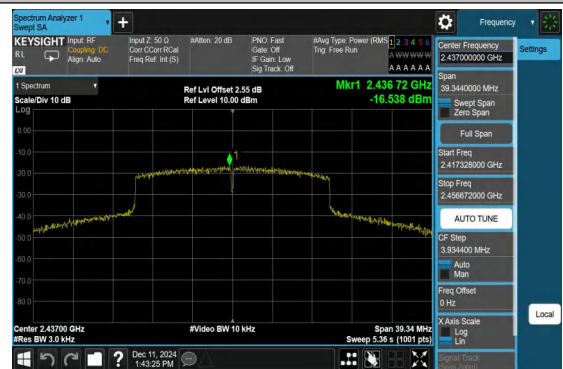 Spectrum Analyzer 1
Swept SA
+
Frequency
KEYSIGHT
RL
Input: RF
Coupling: DC
Align: Auto
Input Z: 50 Ω
Corr CCorr RCal
Freq Ref: Int (S)
#Atten: 20 dB
PNO: Fast
Gate: Off
IF Gain: Low
Sig Track: Off
#Avg Type: Power (RMS
Trig: Free Run
1 2 3 4 5 6
A W W W W W
A A A A A A
LXI
1 Spectrum
Scale/Div 10 dB
Log
Ref Lvl Offset 2.55 dB
Ref Level 10.00 dBm
Mkr1 2.436 72 GHz
-16.538 dBm
1
0.00
-10.00
-20.0
-30.0
-40.0
-50.0
-60.0
-70.0
-80.0
Center 2.43700 GHz
#Res BW 3.0 kHz
#Video BW 10 kHz
Span 39.34 MHz
Sweep 5.36 s (1001 pts)
Dec 11, 2024
1:43:25 PM
?
Center Frequency
2.437000000 GHz
Span
39.3440000 MHz
Swept Span
Zero Span
Full Span
Start Freq
2.417328000 GHz
Stop Freq
2.456672000 GHz
AUTO TUNE
CF Step
3.934400 MHz
Auto
Man
Freq Offset
0 Hz
X Axis Scale
Log
Lin
Signal Track
(Span Zoom)
Settings
Local